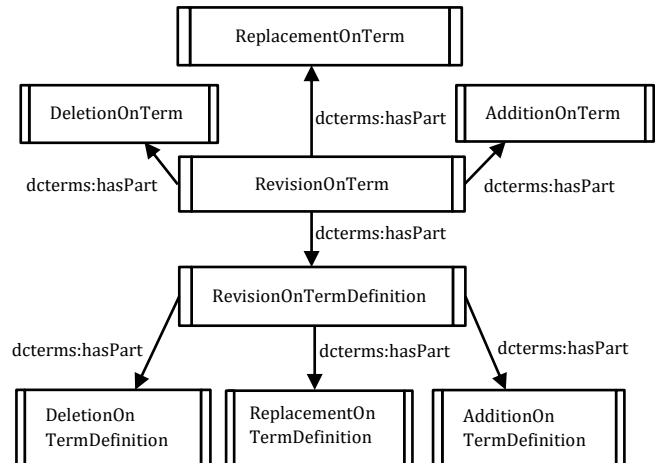 ReplacementOnTerm
DeletionOnTerm
dcterms:hasPart
AdditionOnTerm
dcterms:hasPart
RevisionOnTerm
dcterms:hasPart
dcterms:hasPart
RevisionOnTermDefinition
dcterms:hasPart
dcterms:hasPart
dcterms:hasPart
DeletionOn
TermDefinition
ReplacementOn
TermDefinition
AdditionOn
TermDefinition